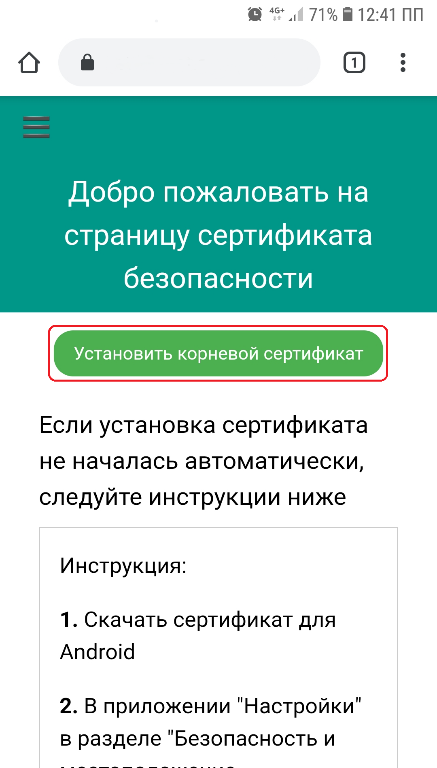 4G+ 71% 12:41 ПП
1
Добро пожаловать на
страницу сертификата
безопасности
Установить корневой сертификат
Если установка сертификата
не началась автоматически,
следуйте инструкции ниже
Инструкция:
1. Скачать сертификат для
Android
2. В приложении "Настройки"
в разделе "Безопасность и
местоположение